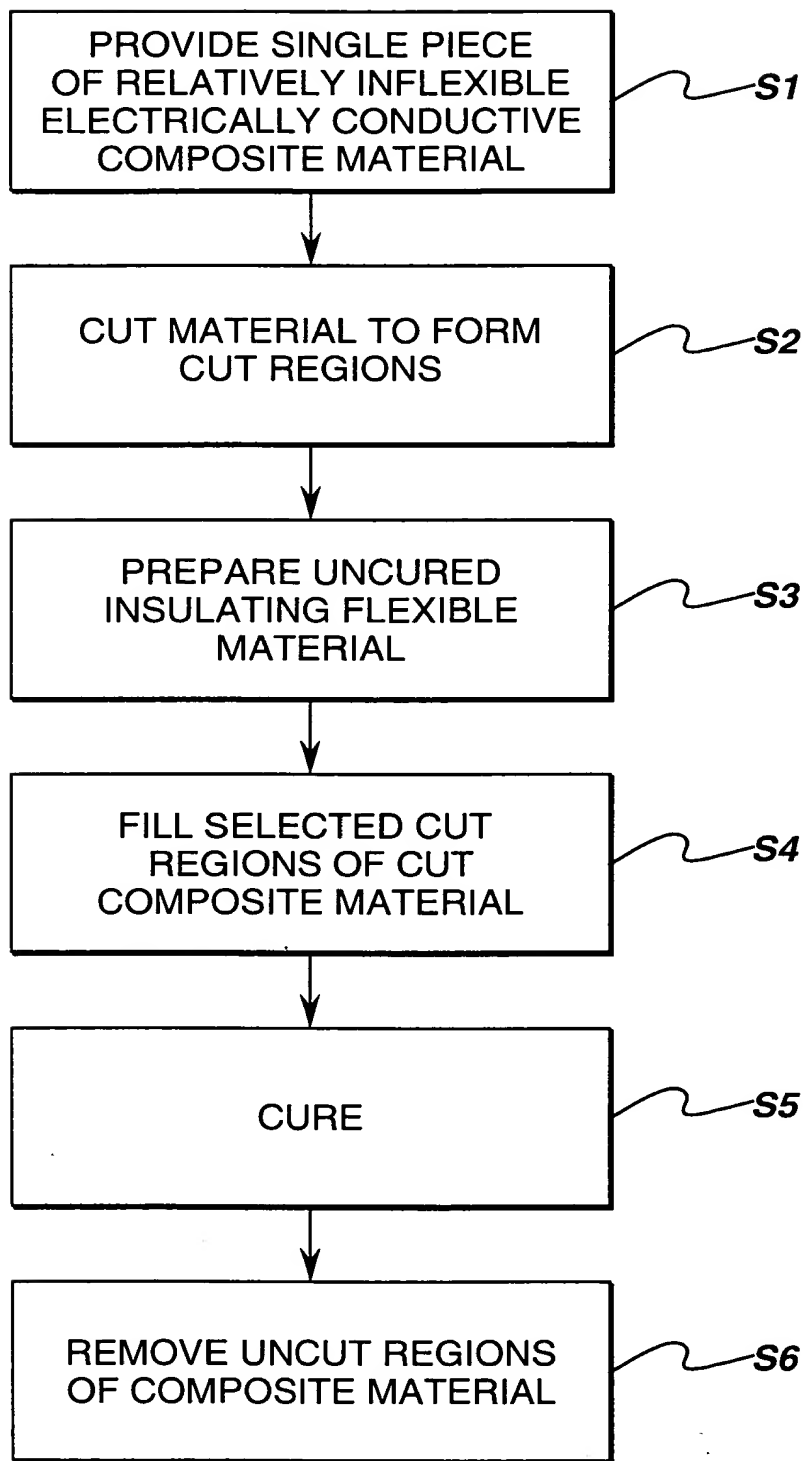 PROVIDE SINGLE PIECE
OF RELATIVELY INFLEXIBLE
ELECTRICALLY CONDUCTIVE
COMPOSITE MATERIAL
S1
CUT MATERIAL TO FORM
CUT REGIONS
S2
PREPARE UNCURED
INSULATING FLEXIBLE
MATERIAL
S3
FILL SELECTED CUT
REGIONS OF CUT
COMPOSITE MATERIAL
S4
CURE
S5
REMOVE UNCUT REGIONS
OF COMPOSITE MATERIAL
S6